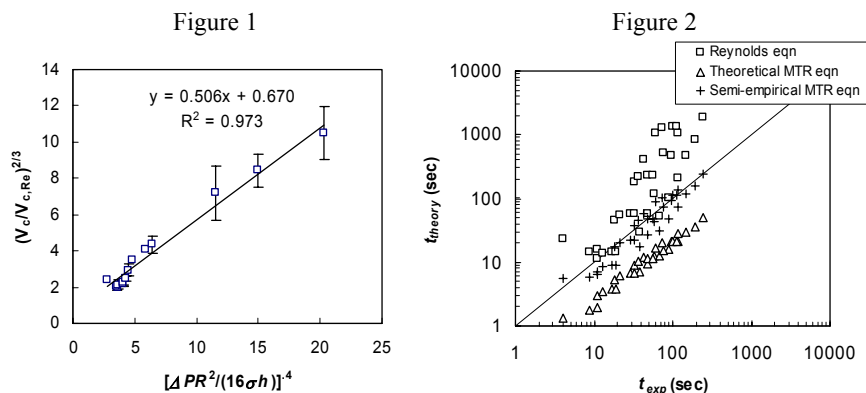 Figure 1
14
12
10
8
6
4
2
0
y = 0.506x + 0.670
R² = 0.973
(V_c/V_c,Re)^2/3
0 5 10 15 20 25
[ΔPR²/(16σh)]^.4
Figure 2
Reynolds eqn
Theoretical MTR eqn
Semi-empirical MTR eqn
10000
1000
100
10
1
t_theory (sec)
1 10 100 1000 10000
t_exp (sec)